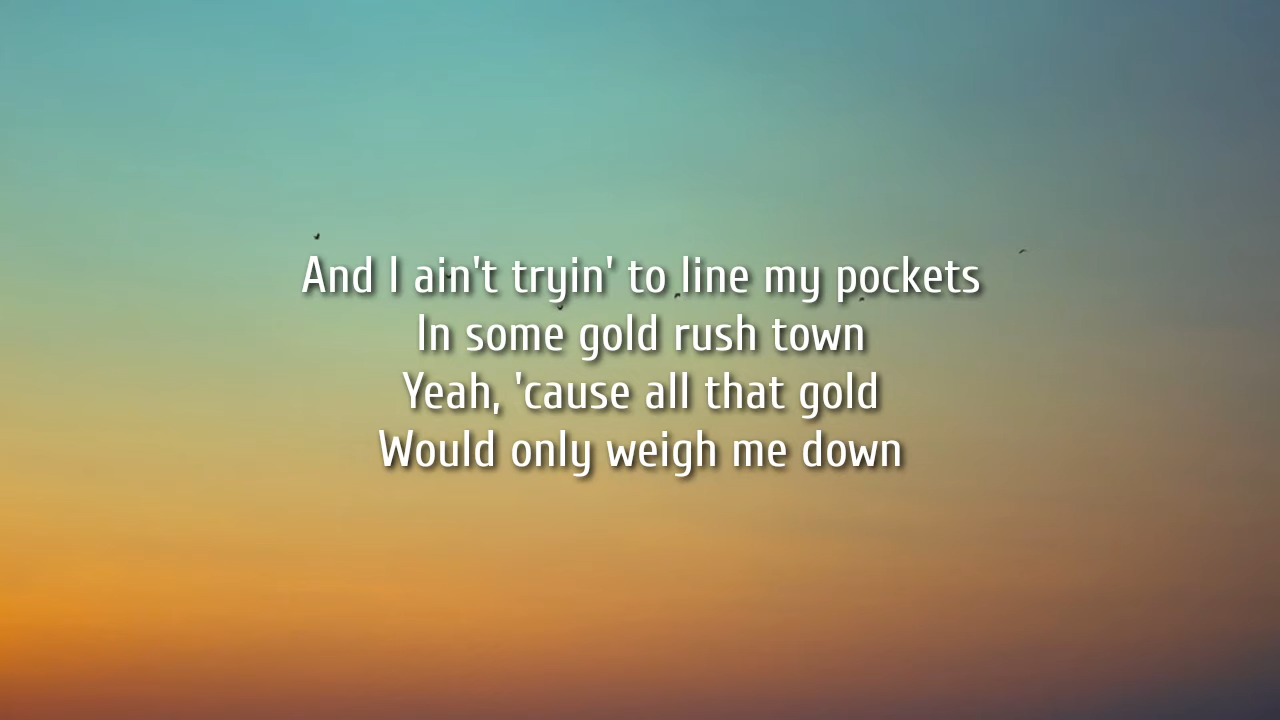 And I ain't tryin' to line my pockets
In some gold rush town
Yeah, 'cause all that gold
Would only weigh me down